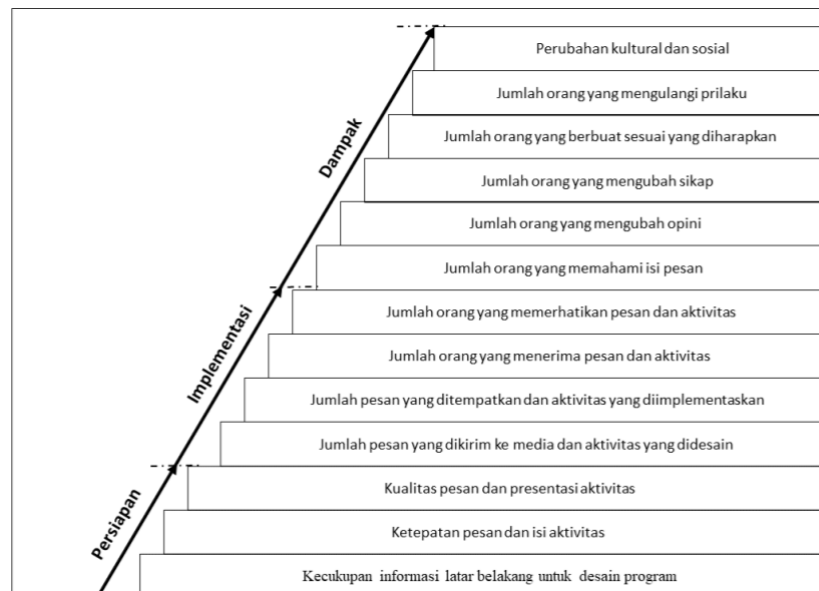 Perubahan kultural dan sosial
Jumlah orang yang mengulangi prilaku
Jumlah orang yang berbuat sesuai yang diharapkan
Jumlah orang yang mengubah sikap
Jumlah orang yang mengubah opini
Jumlah orang yang memahami isi pesan
Dampak
Jumlah orang yang memerhatikan pesan dan aktivitas
Jumlah orang yang menerima pesan dan aktivitas
Jumlah pesan yang ditempatkan dan aktivitas yang diimplementaskan
Jumlah pesan yang dikirim ke media dan aktivitas yang didesain
Implementasi
Kualitas pesan dan presentasi aktivitas
Ketepatan pesan dan isi aktivitas
Kecukupan informasi latar belakang untuk desain program
Persiapan